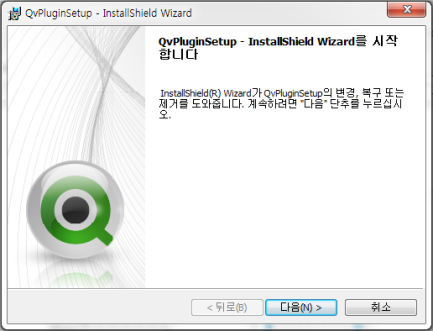 QvPluginSetup - InstallShield Wizard
QvPluginSetup - InstallShield Wizard를 시작
합니다
InstallShield(R) Wizard가 QvPluginSetup의 변경, 복구 또는
제거를 도와줍니다. 계속하려면 "다음" 단추를 누르십시
오.
< 뒤로(B) 다음(N) > 취소